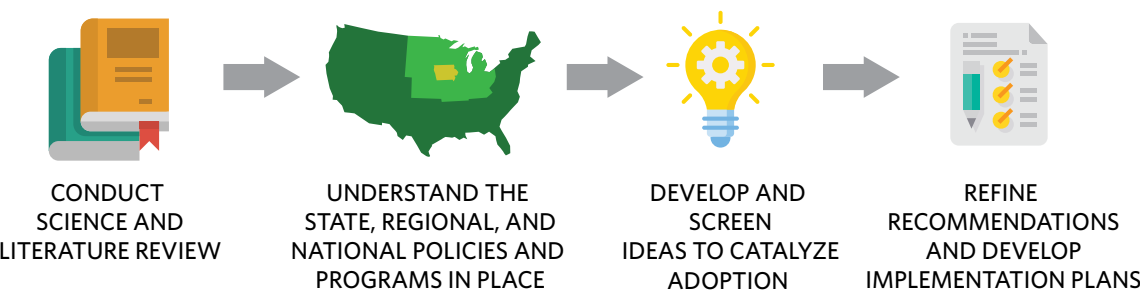 CONDUCT
SCIENCE AND
LITERATURE REVIEW
UNDERSTAND THE
STATE, REGIONAL, AND
NATIONAL POLICIES AND
PROGRAMS IN PLACE
DEVELOP AND
SCREEN
IDEAS TO CATALYZE
ADOPTION
REFINE
RECOMMENDATIONS
AND DEVELOP
IMPLEMENTATION PLANS